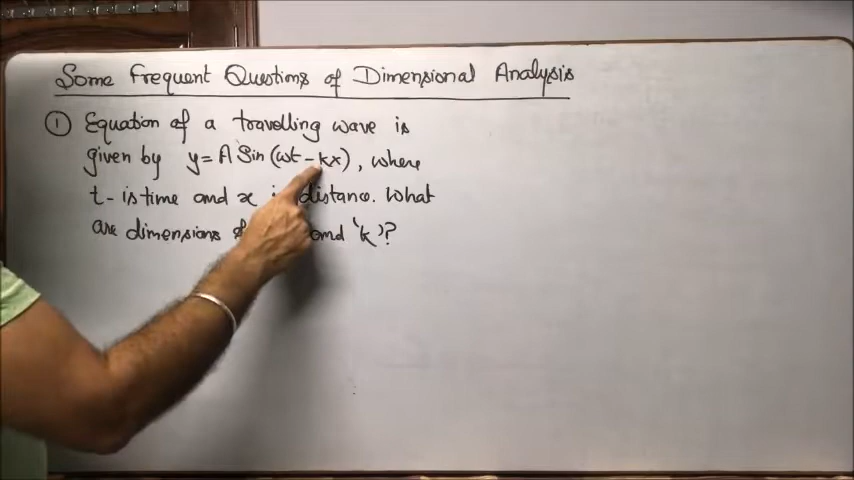 Some Frequent Questions of Dimensional Analysis
① Equation of a travelling wave is
given by y = A Sin (ωt - kx), where
t - is time and x distance. What
are dimensions and 'k'?